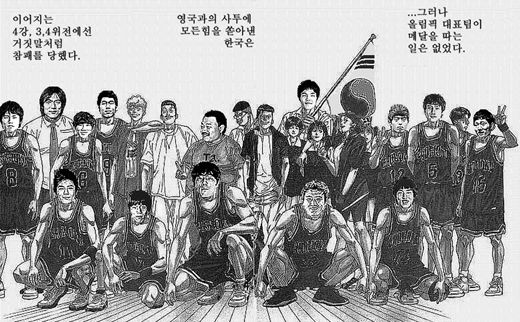 이어지는
4강, 3,4위전에선
거짓말처럼
참패를 당했다.
영국과의 사투에
모든힘을 쏟아낸
한국은
...그러나
올림픽 대표팀이
메달을 따는
일은 없었다.
8